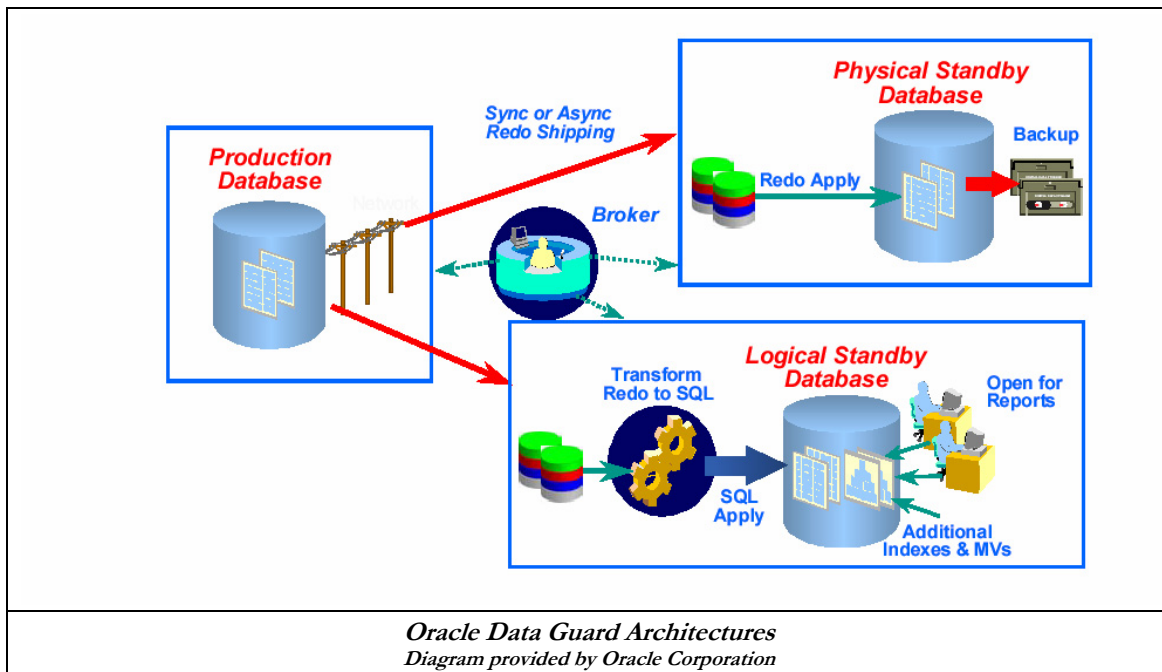 Production
Database
Network
Sync or Async
Redo Shipping
Broker
Physical Standby
Database
Backup
Redo Apply
Logical Standby
Database
Transform
Redo to SQL
SQL
Apply
Open for
Reports
Additional
Indexes & MVs
Oracle Data Guard Architectures
Diagram provided by Oracle Corporation